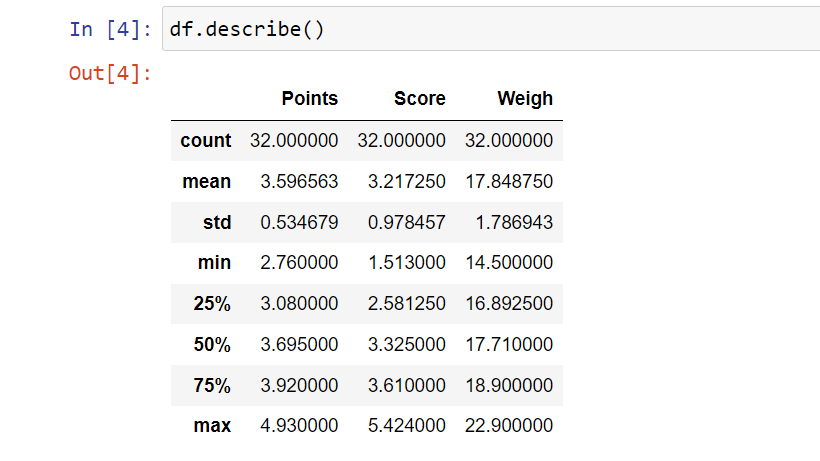 In [4]: df.describe()
Out[4]:
Points Score Weigh
count 32.000000 32.000000 32.000000
mean 3.596563 3.217250 17.848750
std 0.534679 0.978457 1.786943
min 2.760000 1.513000 14.500000
25% 3.080000 2.581250 16.892500
50% 3.695000 3.325000 17.710000
75% 3.920000 3.610000 18.900000
max 4.930000 5.424000 22.900000